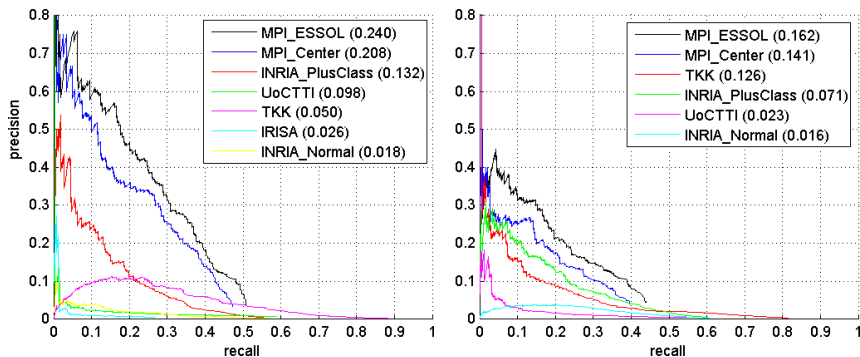 0.8
0.7
0.6
0.5
0.4
0.3
0.2
0.1
0
precision
0 0.1 0.2 0.3 0.4 0.5 0.6 0.7 0.8 0.9 1
recall
MPI_ESSOL (0.240)
MPI_Center (0.208)
INRIA_PlusClass (0.132)
UoCTTI (0.098)
TKK (0.050)
IRISA (0.026)
INRIA_Normal (0.018)
0.8
0.7
0.6
0.5
0.4
0.3
0.2
0.1
0
0 0.1 0.2 0.3 0.4 0.5 0.6 0.7 0.8 0.9 1
recall
MPI_ESSOL (0.162)
MPI_Center (0.141)
TKK (0.126)
INRIA_PlusClass (0.071)
UoCTTI (0.023)
INRIA_Normal (0.016)